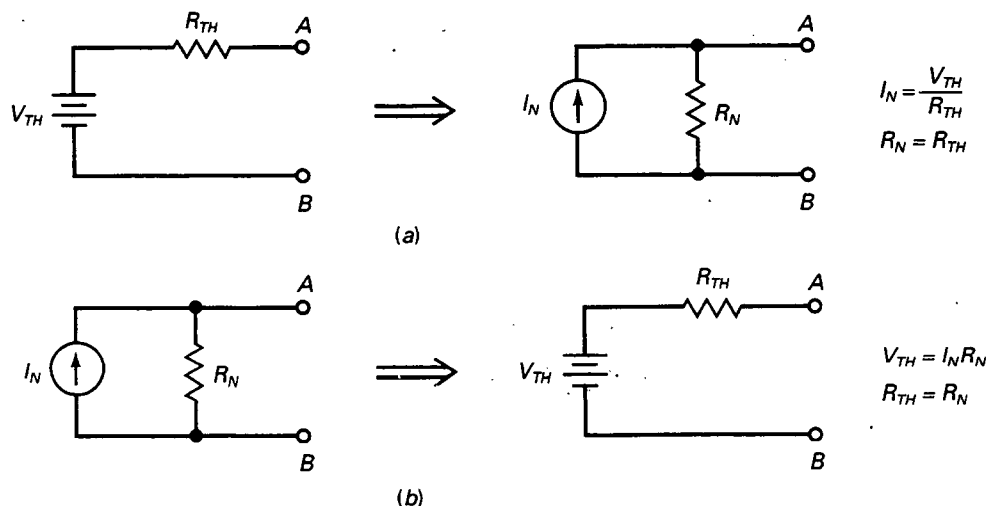 R_TH
A
V_TH
B
A
I_N
R_N
B
I_N = V_TH / R_TH
R_N = R_TH
(a)
A
I_N
R_N
B
R_TH
A
V_TH
B
V_TH = I_N R_N
R_TH = R_N
(b)